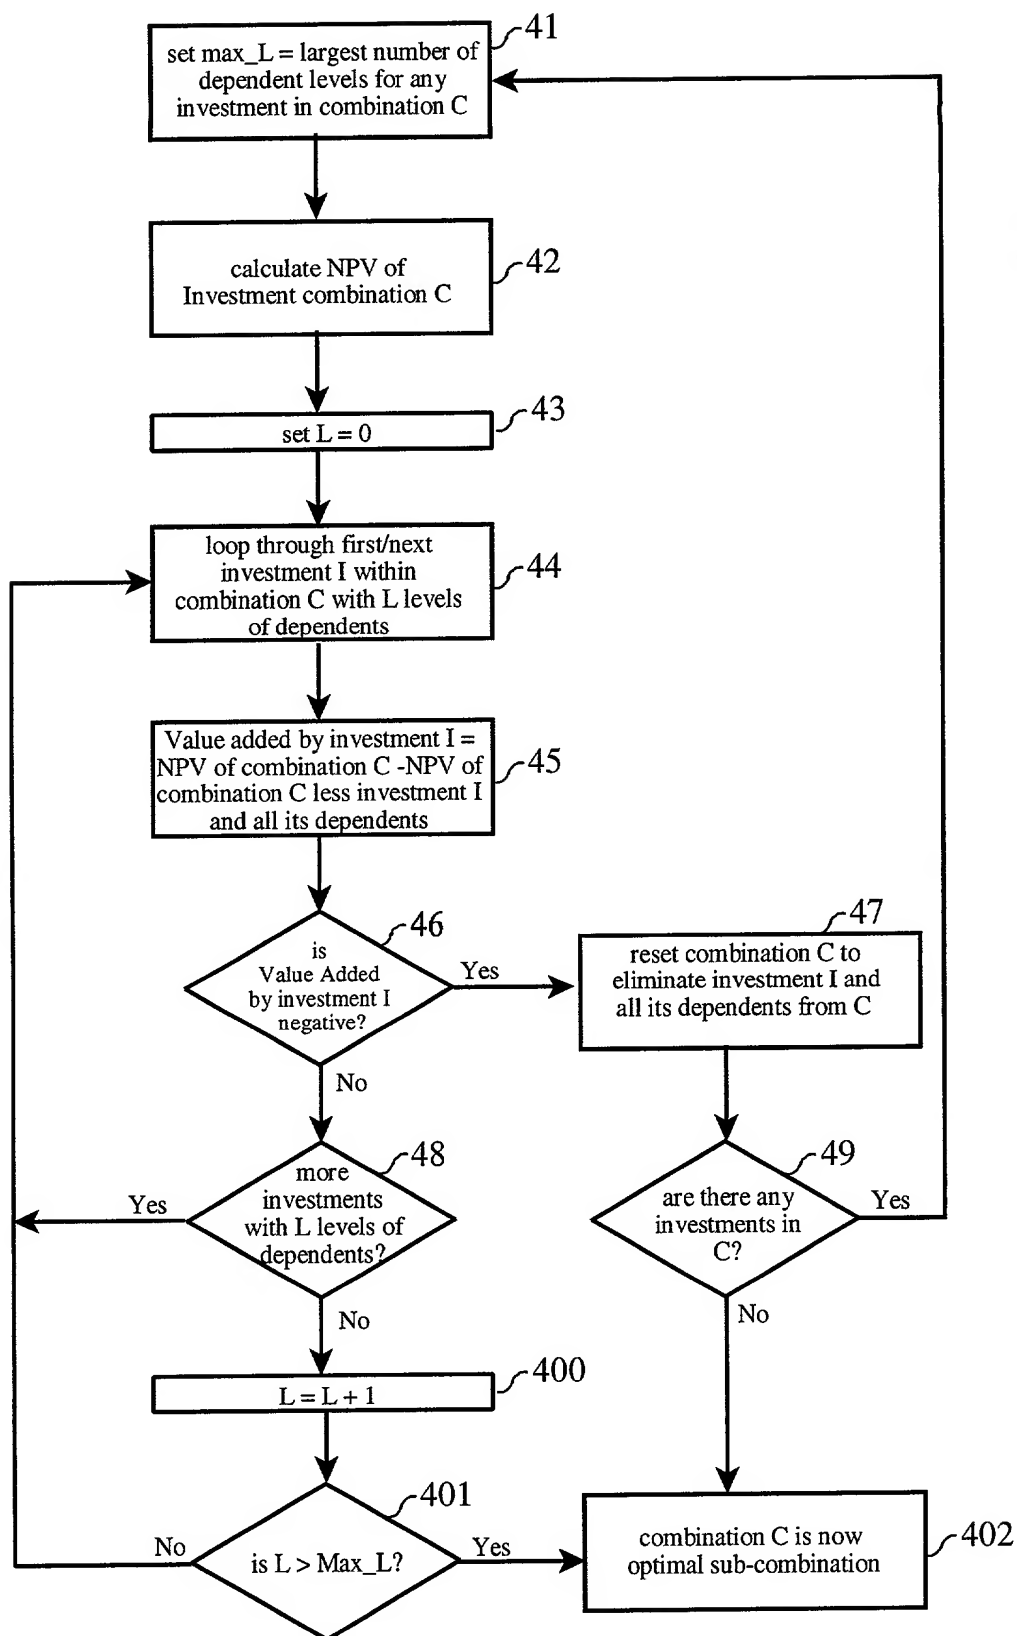 41
set max_L = largest number of
dependent levels for any
investment in combination C
42
calculate NPV of
Investment combination C
43
set L = 0
44
loop through first/next
investment I within
combination C with L levels
of dependents
45
Value added by investment I =
NPV of combination C -NPV of
combination C less investment I
and all its dependents
46
is
Value Added
by investment I
negative?
Yes
No
47
reset combination C to
eliminate investment I and
all its dependents from C
48
more
investments
with L levels of
dependents?
Yes
No
49
are there any
investments in
C?
Yes
No
400
L = L + 1
401
is L > Max_L?
No
Yes
402
combination C is now
optimal sub-combination